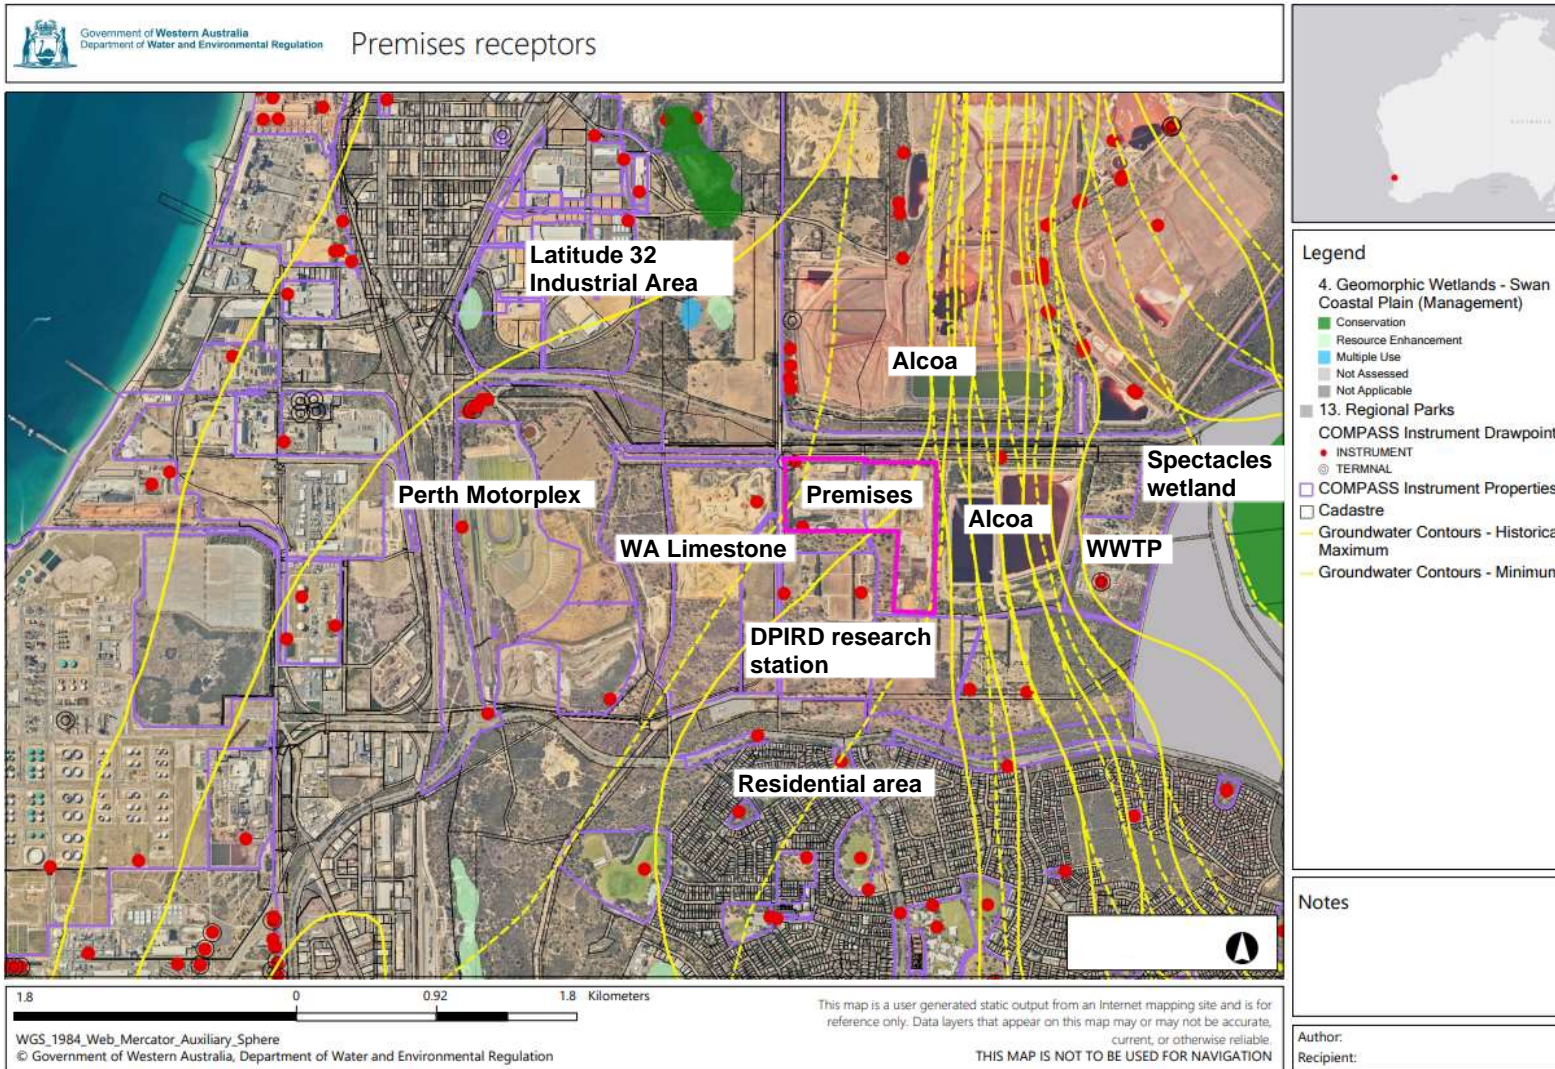 Government of Western Australia
Department of Water and Environmental Regulation
Premises receptors
Latitude 32
Industrial Area
Alcoa
Spectacles
wetland
Perth Motorplex
Premises
Alcoa
WA Limestone
WWTP
DPIRD research
station
Residential area
Legend
4. Geomorphic Wetlands - Swan
Coastal Plain (Management)
Conservation
Resource Enhancement
Multiple Use
Not Assessed
Not Applicable
13. Regional Parks
COMPASS Instrument Drawpoint
INSTRUMENT
TERMNAL
COMPASS Instrument Properties
Cadastre
Groundwater Contours - Historica
Maximum
Groundwater Contours - Minimum
Notes
Author:
Recipient:
1.8 0 0.92 1.8 Kilometers
WGS_1984_Web_Mercator_Auxiliary_Sphere
© Government of Western Australia, Department of Water and Environmental Regulation
This map is a user generated static output from an Internet mapping site and is for
reference only. Data layers that appear on this map may or may not be accurate,
current, or otherwise reliable.
THIS MAP IS NOT TO BE USED FOR NAVIGATION